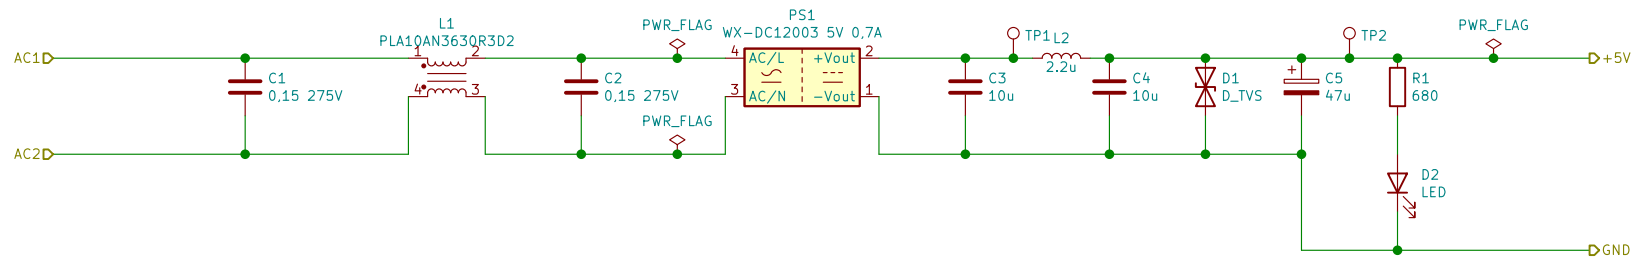 AC1
AC2
C1
0,15 275V
L1
PLA10AN3630R3D2
1
2
4
3
C2
0,15 275V
PWR_FLAG
PWR_FLAG
PS1
WX-DC12003 5V 0,7A
4
AC/L
+Vout
2
3
AC/N
-Vout
1
C3
10u
TP1
L2
2.2u
C4
10u
D1
D_TVS
+
C5
47u
TP2
R1
680
D2
LED
PWR_FLAG
+5V
GND